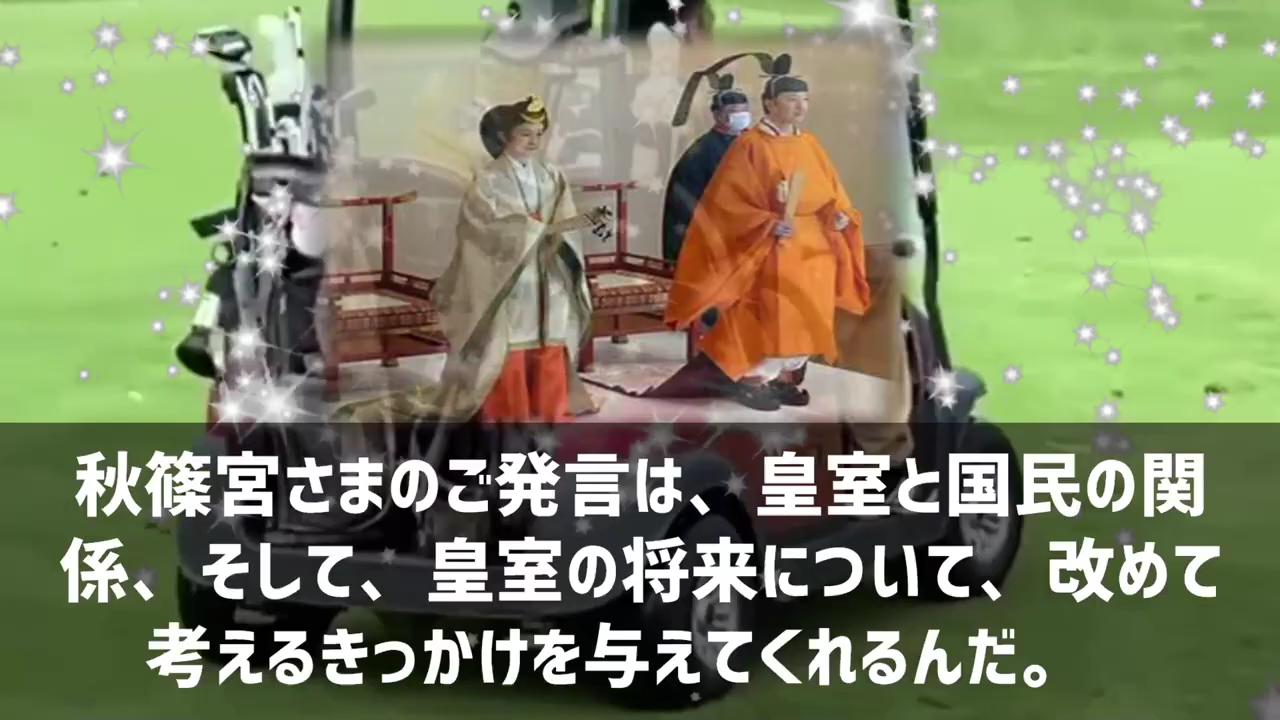 秋篠宮さまのご発言は、皇室と国民の関
係、そして、皇室の将来について、改めて
考えるきっかけを与えてくれるんだ。